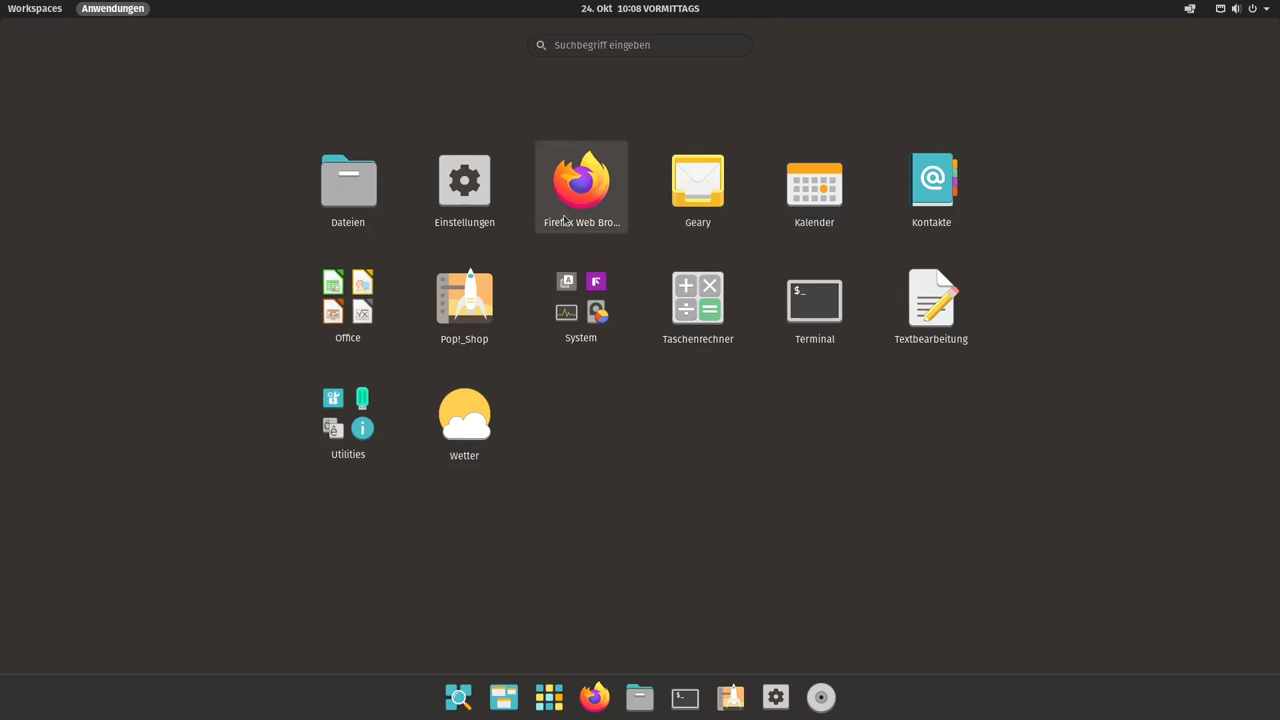 Workspaces Anwendungen 24. Okt 10:08 VORMITTAGS
Suchbegriff eingeben
Dateien Einstellungen Firefox Web Bro... Geary Kalender Kontakte
Office Pop!_Shop System Taschenrechner Terminal Textbearbeitung
Utilities Wetter